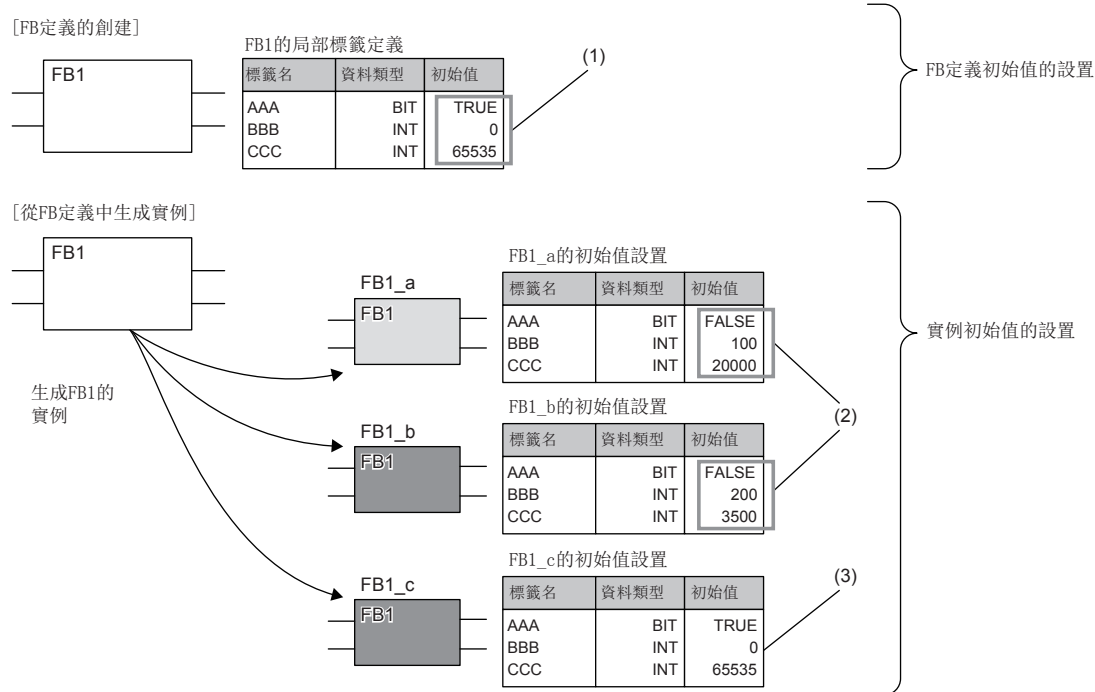 [FB定義的創建]
FB1
FB1的局部標籤定義
標籤名 資料類型 初始值
AAA BIT TRUE
BBB INT 0
CCC INT 65535
(1)
FB定義初始值的設置
[從FB定義中生成實例]
FB1
生成FB1的
實例
FB1_a
FB1
FB1_a的初始值設置
標籤名 資料類型 初始值
AAA BIT FALSE
BBB INT 100
CCC INT 20000
FB1_b
FB1
FB1_b的初始值設置
標籤名 資料類型 初始值
AAA BIT FALSE
BBB INT 200
CCC INT 3500
(2)
FB1_c
FB1
FB1_c的初始值設置
標籤名 資料類型 初始值
AAA BIT TRUE
BBB INT 0
CCC INT 65535
(3)
實例初始值的設置